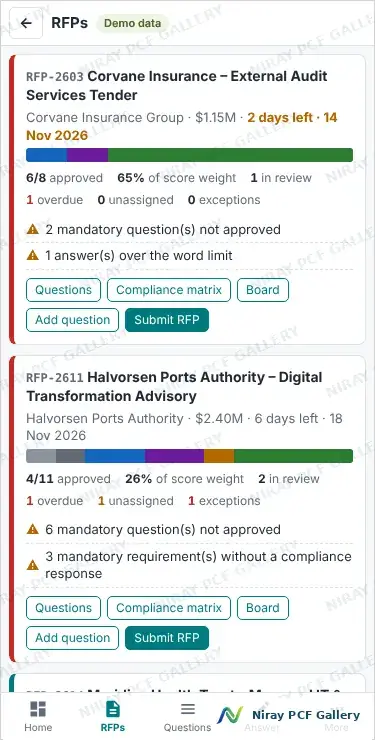 RFPs Demo data
RFP-2603 Corvane Insurance – External Audit
Services Tender
Corvane Insurance Group · $1.15M · 2 days left · 14
Nov 2026
6/8 approved 65% of score weight 1 in review
1 overdue 0 unassigned 0 exceptions
2 mandatory question(s) not approved
1 answer(s) over the word limit
Questions Compliance matrix Board
Add question Submit RFP
RFP-2611 Halvorsen Ports Authority – Digital
Transformation Advisory
Halvorsen Ports Authority · $2.40M · 6 days left · 18
Nov 2026
4/11 approved 26% of score weight 2 in review
1 overdue 1 unassigned 1 exceptions
6 mandatory question(s) not approved
3 mandatory requirement(s) without a compliance
response
Questions Compliance matrix Board
Add question Submit RFP
Home RFPs Questions Answer More
Niray PCF Gallery
NIRAY PCF GALLERY